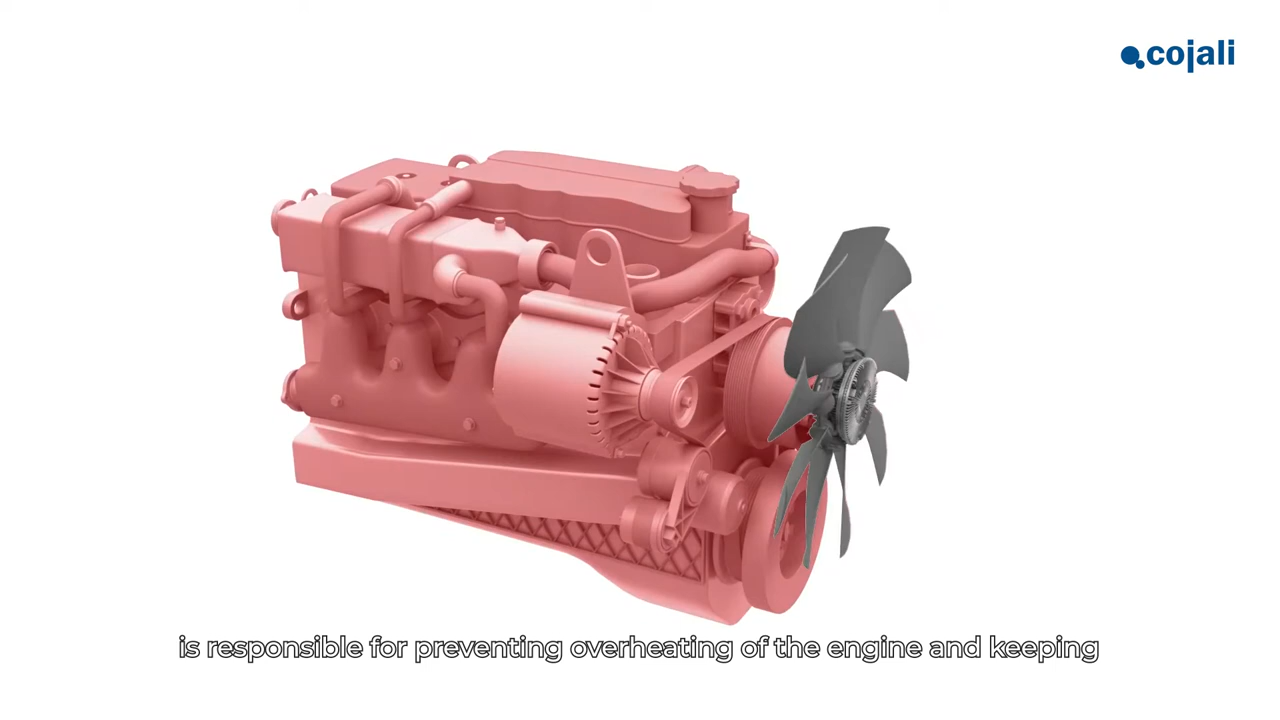 cojali
is responsible for preventing overheating of the engine and keeping